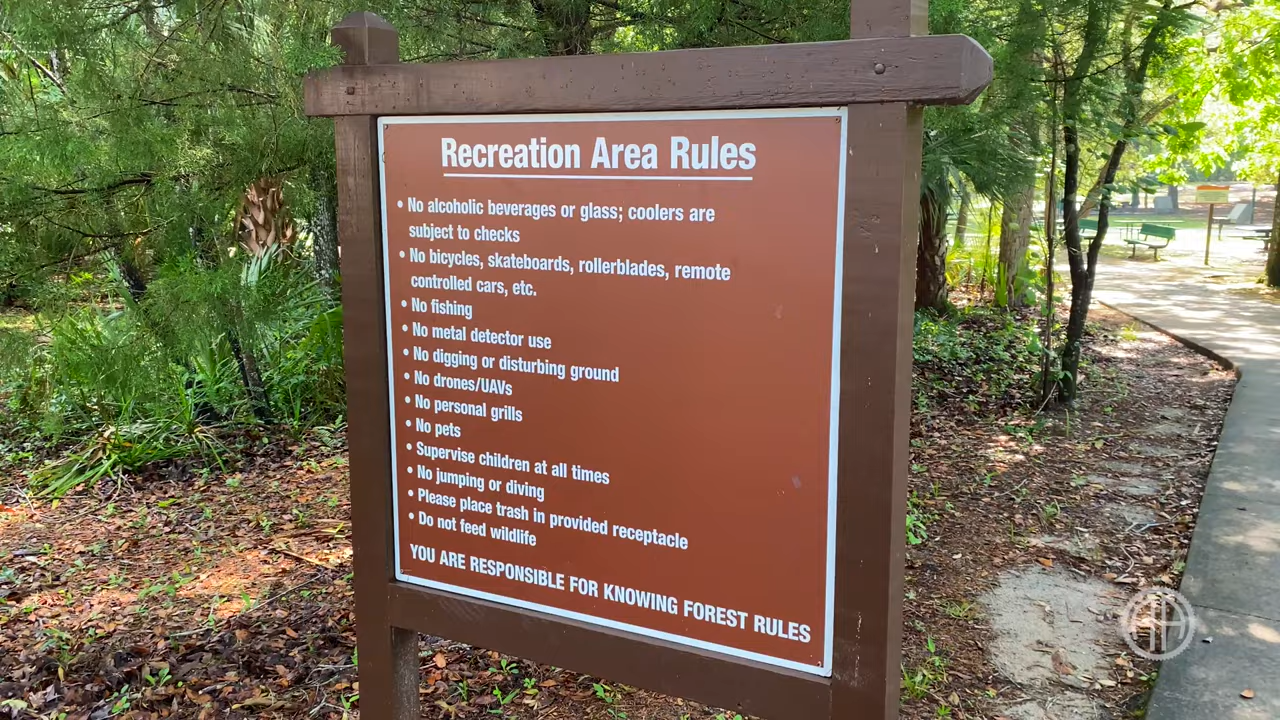 Recreation Area Rules
• No alcoholic beverages or glass; coolers are
subject to checks
• No bicycles, skateboards, rollerblades, remote
controlled cars, etc.
• No fishing
• No metal detector use
• No digging or disturbing ground
• No drones/UAVs
• No personal grills
• No pets
• Supervise children at all times
• No jumping or diving
• Please place trash in provided receptacle
• Do not feed wildlife
YOU ARE RESPONSIBLE FOR KNOWING FOREST RULES